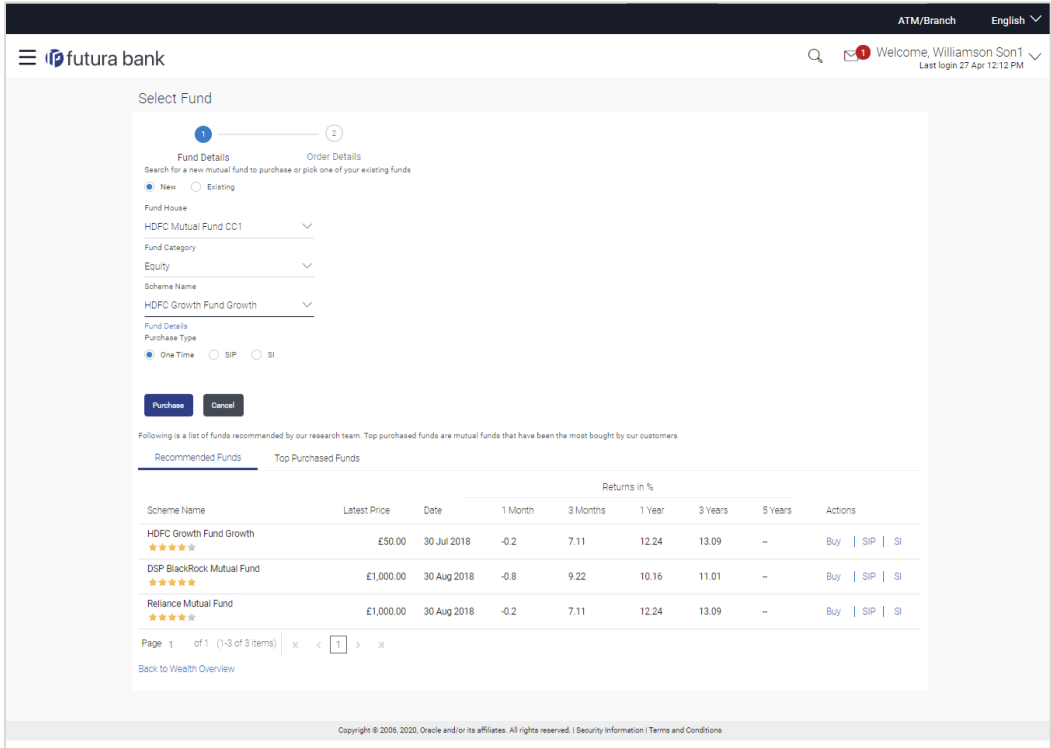 ATM/Branch English
futura bank
1 Welcome, Williamson Son1
Last login 27 Apr 12:12 PM
Select Fund
1 2
Fund Details Order Details
Search for a new mutual fund to purchase or pick one of your existing funds
New Existing
Fund House
HDFC Mutual Fund CC1
Fund Category
Equity
Scheme Name
HDFC Growth Fund Growth
Fund Details
Purchase Type
One Time SIP SI
Purchase Cancel
Following is a list of funds recommended by our research team. Top purchased funds are mutual funds that have been the most bought by our customers
Recommended Funds Top Purchased Funds
Returns in %
Scheme Name Latest Price Date 1 Month 3 Months 1 Year 3 Years 5 Years Actions
HDFC Growth Fund Growth
£50.00 30 Jul 2018 -0.2 7.11 12.24 13.09 – Buy | SIP | SI
DSP BlackRock Mutual Fund
£1,000.00 30 Aug 2018 -0.8 9.22 10.16 11.01 – Buy | SIP | SI
Reliance Mutual Fund
£1,000.00 30 Aug 2018 -0.2 7.11 12.24 13.09 – Buy | SIP | SI
Page 1 of 1 (1-3 of 3 items) K < 1 > X
Back to Wealth Overview
Copyright © 2006, 2020, Oracle and/or its affiliates. All rights reserved. | Security Information | Terms and Conditions